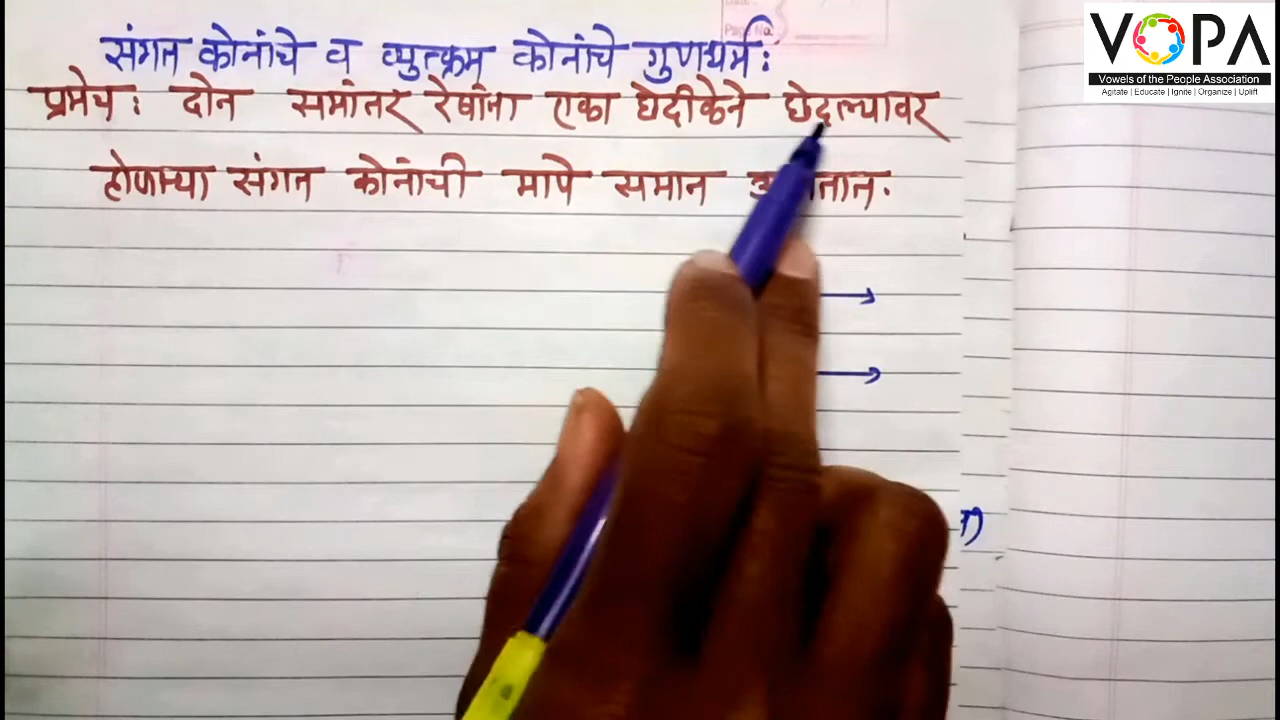 संगत कोनांचे व व्युत्क्रम कोनांचे गुणधर्म:
प्रमेय: दोन समांतर रेषांना एका छेदीकेने छेदल्यावर
होणाऱ्या संगत कोनांची मापे समान
VOPA
Vowels of the People Association
Agitate | Educate | Ignite | Organize | Uplift